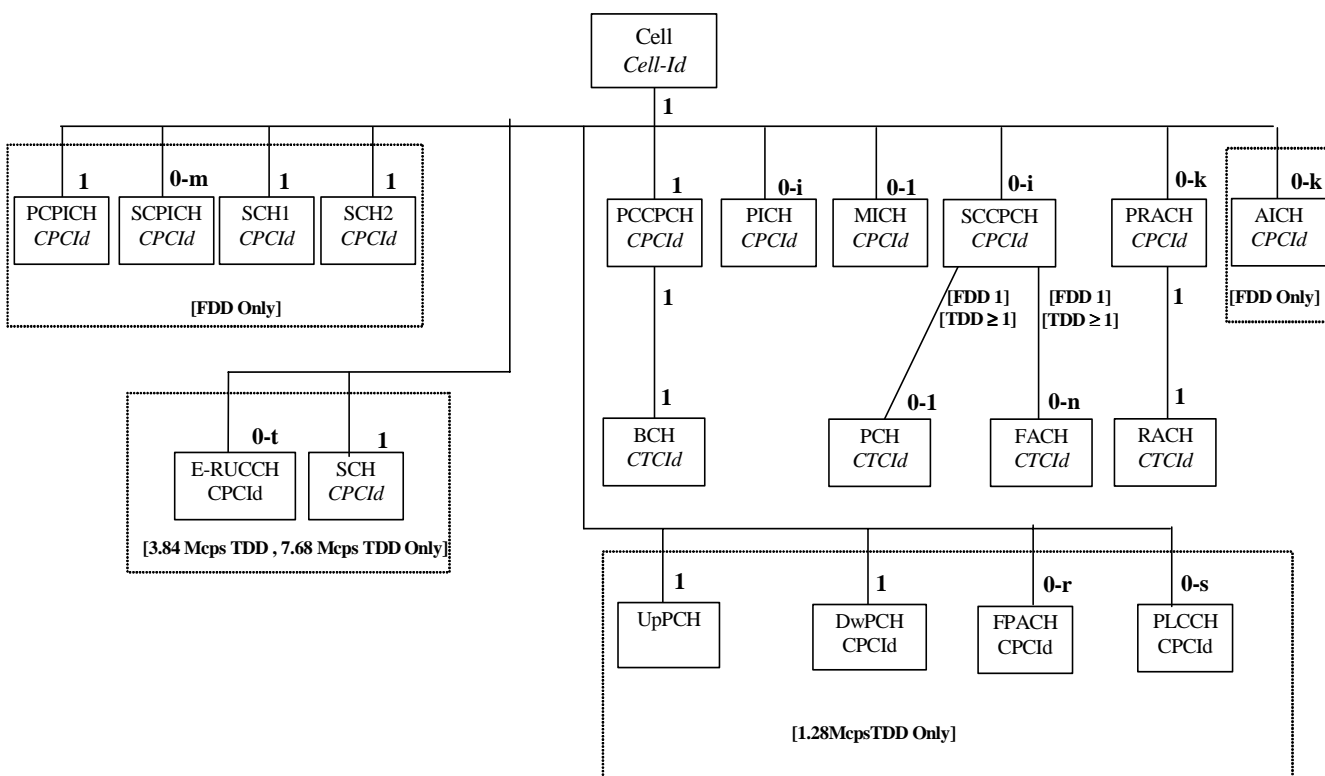 Cell
Cell-Id
1
1
0-m
1
1
1
0-i
0-1
0-i
0-k
0-k
PCPICH
CPCId
SCPICH
CPCId
SCH1
CPCId
SCH2
CPCId
PCCPCH
CPCId
PICH
CPCId
MICH
CPCId
SCCPCH
CPCId
PRACH
CPCId
AICH
CPCId
[FDD Only]
1
[FDD 1]
[TDD ≥ 1]
[FDD 1]
[TDD ≥ 1]
1
[FDD Only]
1
0-1
0-n
1
BCH
CTCId
PCH
CTCId
FACH
CTCId
RACH
CTCId
0-t
1
E-RUCCH
CPCId
SCH
CPCId
[3.84 Mcps TDD , 7.68 Mcps TDD Only]
1
1
0-r
0-s
UpPCH
DwPCH
CPCId
FPACH
CPCId
PLCCH
CPCId
[1.28McpsTDD Only]